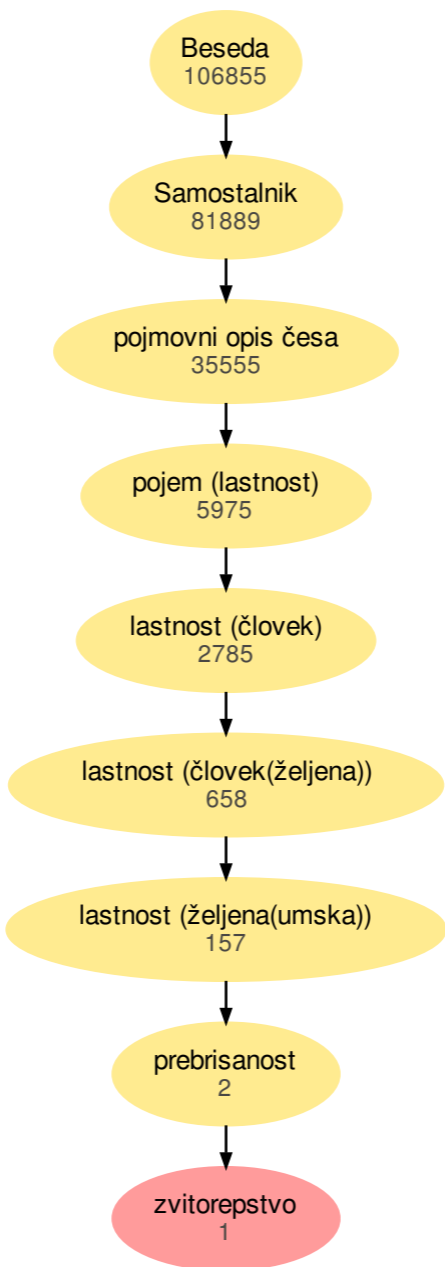 Beseda
106855
Samostalnik
81889
pojmovni opis česa
35555
pojem (lastnost)
5975
lastnost (človek)
2785
lastnost (človek(željena))
658
lastnost (željena(umska))
157
prebrisanost
2
zvitorepstvo
1